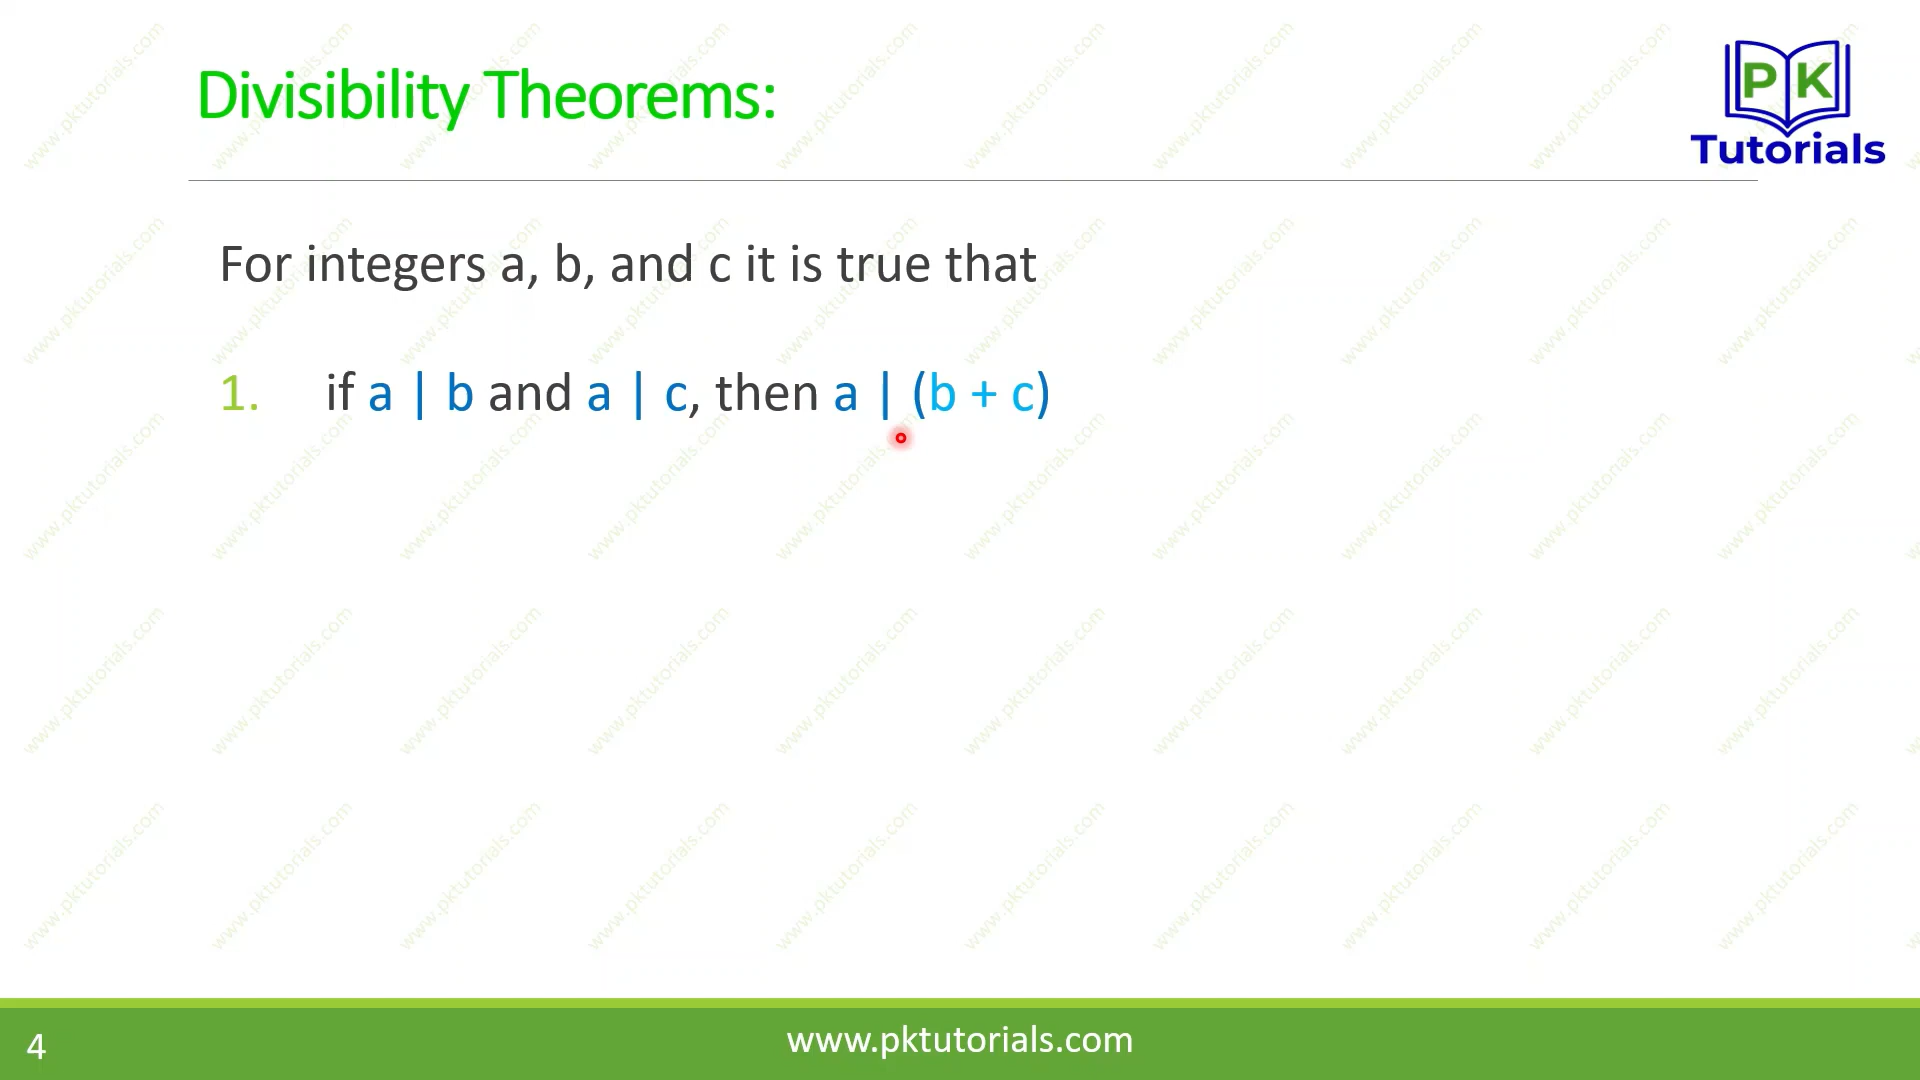 Divisibility Theorems:
PK
Tutorials
For integers a, b, and c it is true that
1. if a | b and a | c, then a | (b + c)
4
www.pktutorials.com